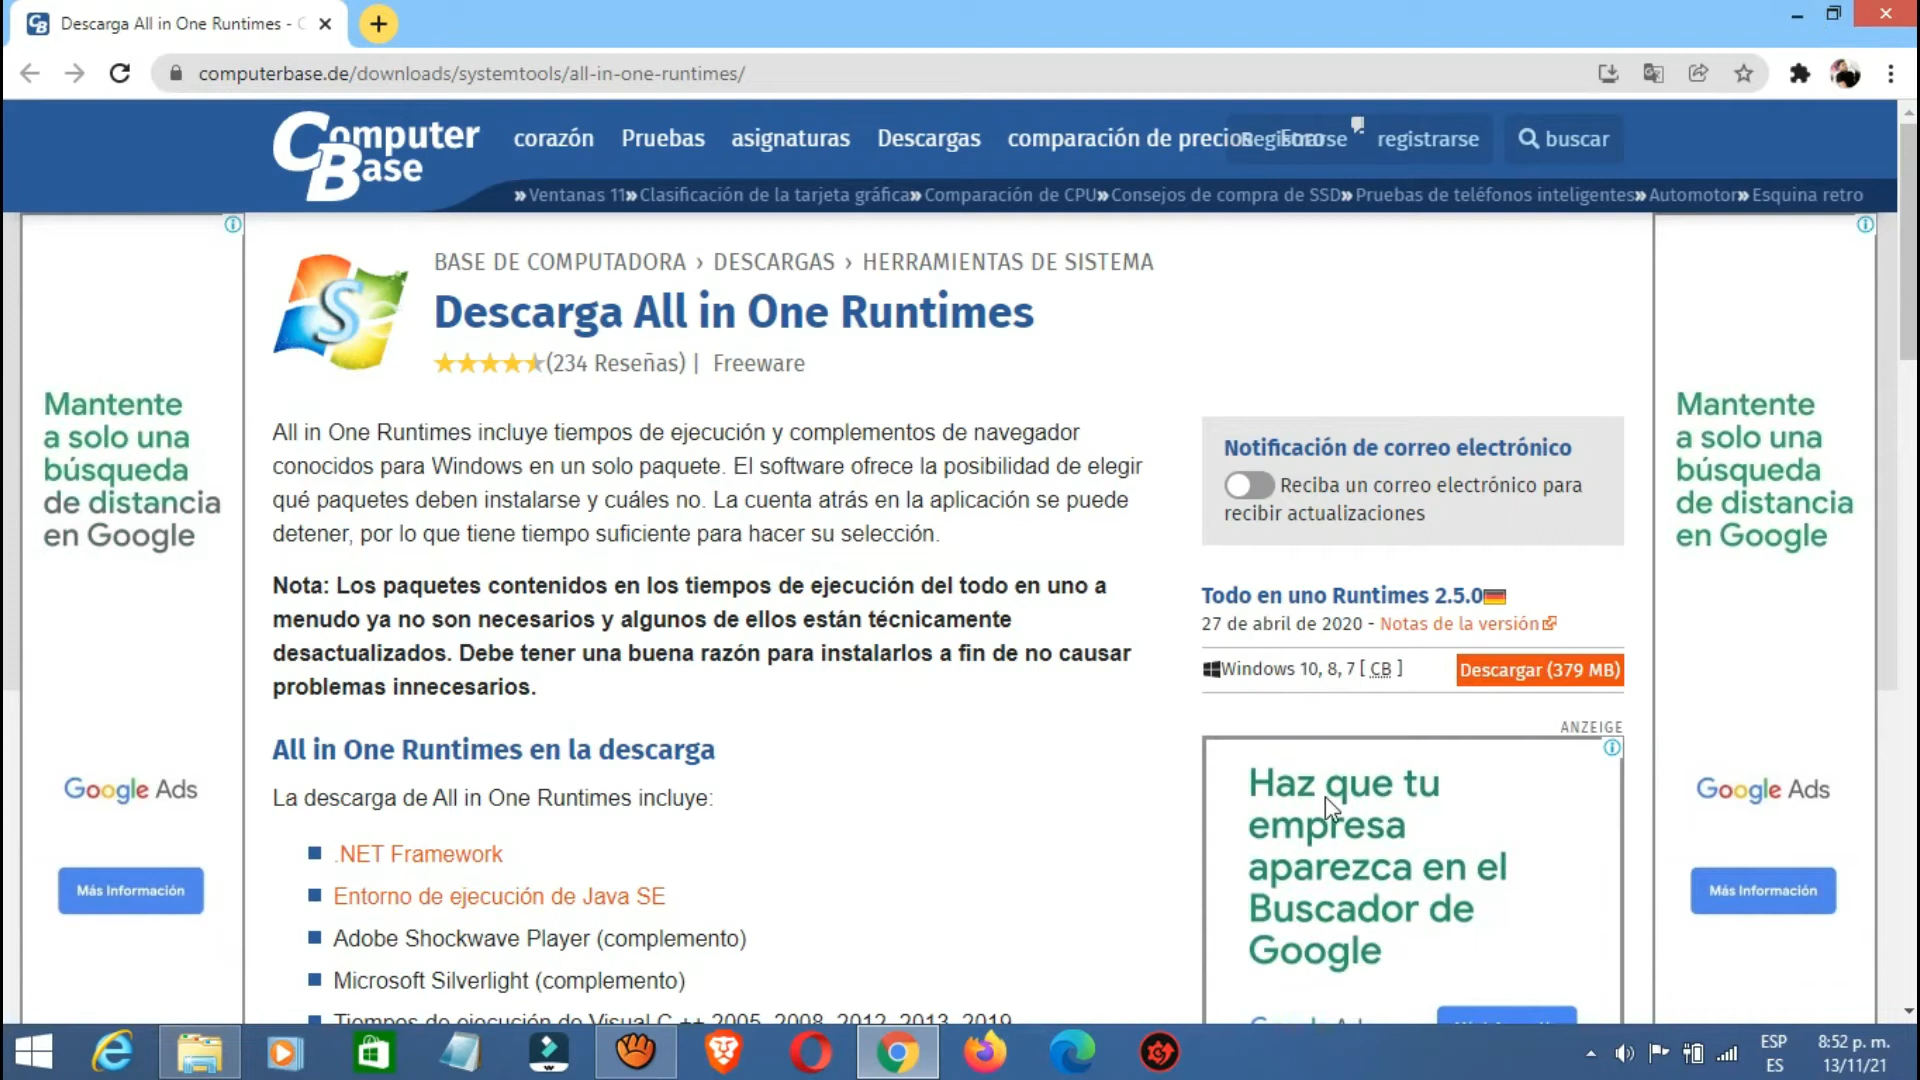 Descarga All in One Runtimes -
computerbase.de/downloads/systemtools/all-in-one-runtimes/
Computer
Base
corazón
Pruebas
asignaturas
Descargas
comparación de precios
Foro
Registrarse
registrarse
buscar
» Ventanas 11 » Clasificación de la tarjeta gráfica » Comparación de CPU » Consejos de compra de SSD » Pruebas de teléfonos inteligentes » Automotor » Esquina retro
BASE DE COMPUTADORA › DESCARGAS › HERRAMIENTAS DE SISTEMA
Descarga All in One Runtimes
(234 Reseñas) | Freeware
All in One Runtimes incluye tiempos de ejecución y complementos de navegador
conocidos para Windows en un solo paquete. El software ofrece la posibilidad de elegir
qué paquetes deben instalarse y cuáles no. La cuenta atrás en la aplicación se puede
detener, por lo que tiene tiempo suficiente para hacer su selección.
Nota: Los paquetes contenidos en los tiempos de ejecución del todo en uno a
menudo ya no son necesarios y algunos de ellos están técnicamente
desactualizados. Debe tener una buena razón para instalarlos a fin de no causar
problemas innecesarios.
All in One Runtimes en la descarga
La descarga de All in One Runtimes incluye:
.NET Framework
Entorno de ejecución de Java SE
Adobe Shockwave Player (complemento)
Microsoft Silverlight (complemento)
Tiempos de ejecución de Visual C ++ 2005, 2008, 2012, 2013, 2019
Notificación de correo electrónico
Reciba un correo electrónico para
recibir actualizaciones
Todo en uno Runtimes 2.5.0
27 de abril de 2020 - Notas de la versión
Windows 10, 8, 7 [ CB ]
Descargar (379 MB)
ANZEIGE
Haz que tu
empresa
aparezca en el
Buscador de
Google
Mantente
a solo una
búsqueda
de distancia
en Google
Google Ads
Más Información
Mantente
a solo una
búsqueda
de distancia
en Google
Google Ads
Más Información
ESP
ES
8:52 p. m.
13/11/21